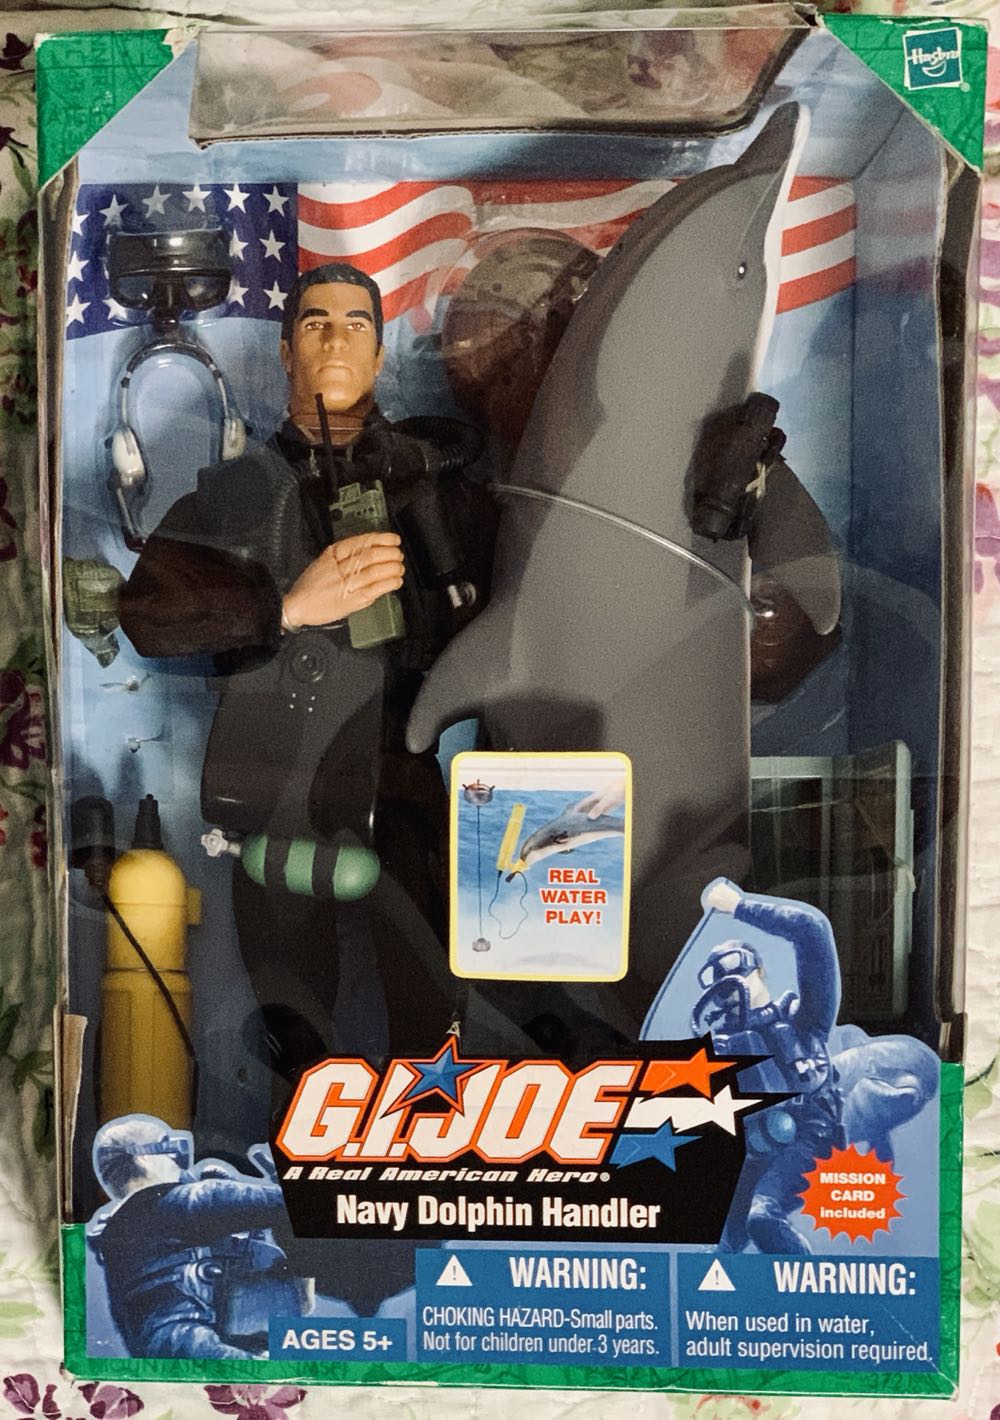 Hasbro
REAL
WATER
PLAY!
G.I. JOE
A Real American Hero®
Navy Dolphin Handler
MISSION
CARD
included
AGES 5+
WARNING:
CHOKING HAZARD-Small parts.
Not for children under 3 years.
WARNING:
When used in water,
adult supervision required.